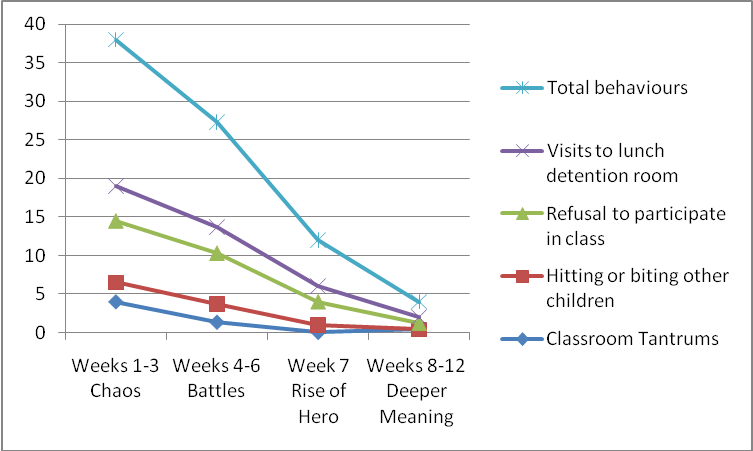 40
35
30
25
20
15
10
5
0
Weeks 1-3
Chaos
Weeks 4-6
Battles
Week 7
Rise of
Hero
Weeks 8-12
Deeper
Meaning
Total behaviours
Visits to lunch
detention room
Refusal to participate
in class
Hitting or biting other
children
Classroom Tantrums